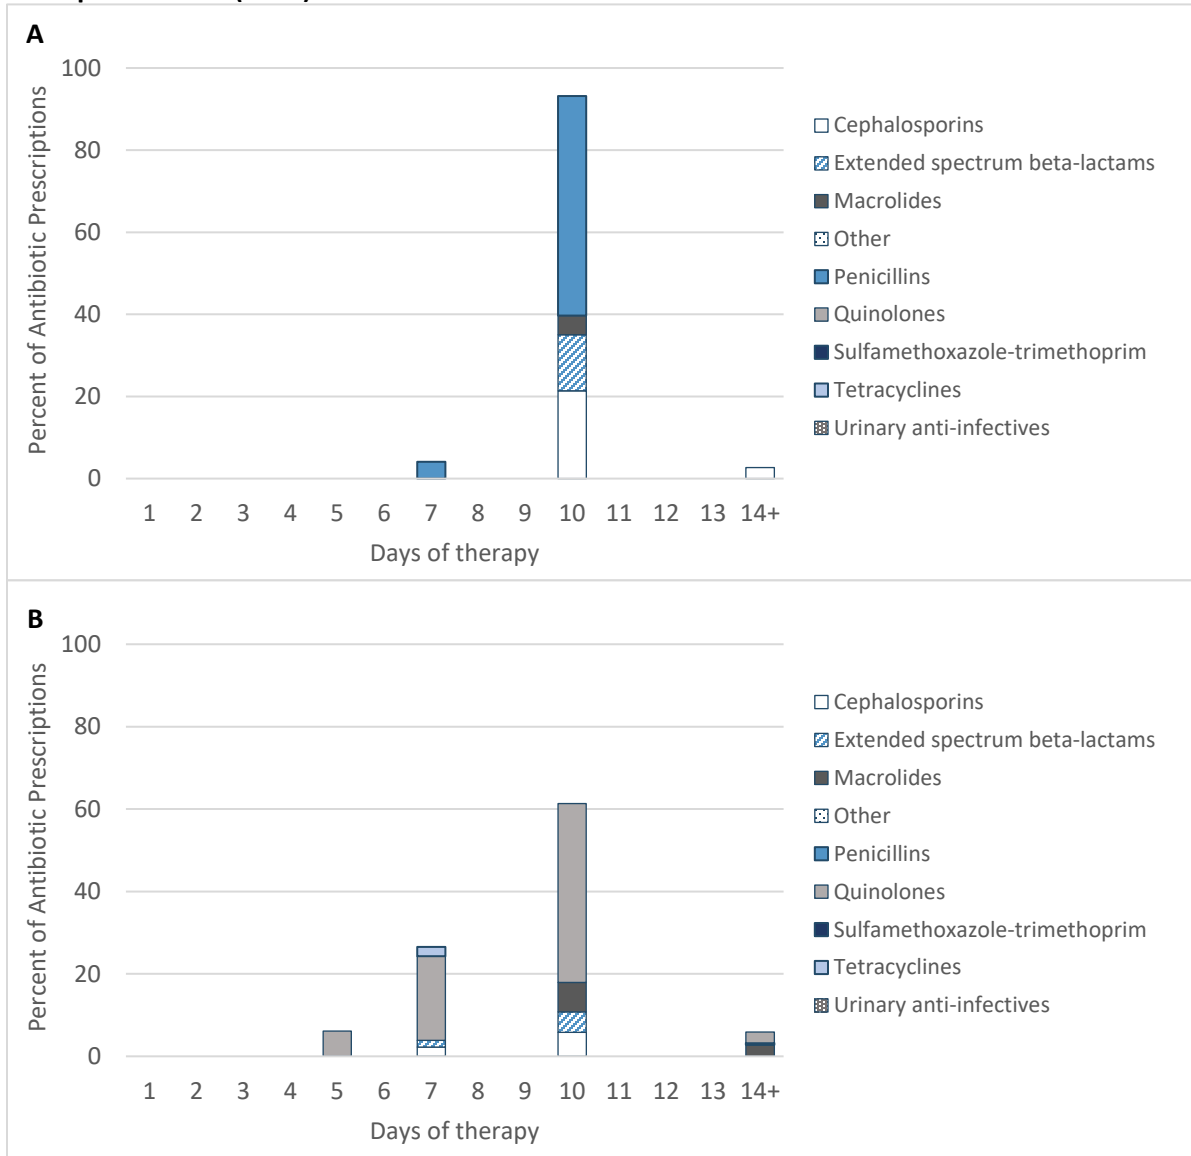 A
100
80
60
40
20
0
Percent of Antibiotic Prescriptions
1 2 3 4 5 6 7 8 9 10 11 12 13 14+
Days of therapy
Cephalosporins
Extended spectrum beta-lactams
Macrolides
Other
Penicillins
Quinolones
Sulfamethoxazole-trimethoprim
Tetracyclines
Urinary anti-infectives
B
100
80
60
40
20
0
Percent of Antibiotic Prescriptions
1 2 3 4 5 6 7 8 9 10 11 12 13 14+
Days of therapy
Cephalosporins
Extended spectrum beta-lactams
Macrolides
Other
Penicillins
Quinolones
Sulfamethoxazole-trimethoprim
Tetracyclines
Urinary anti-infectives